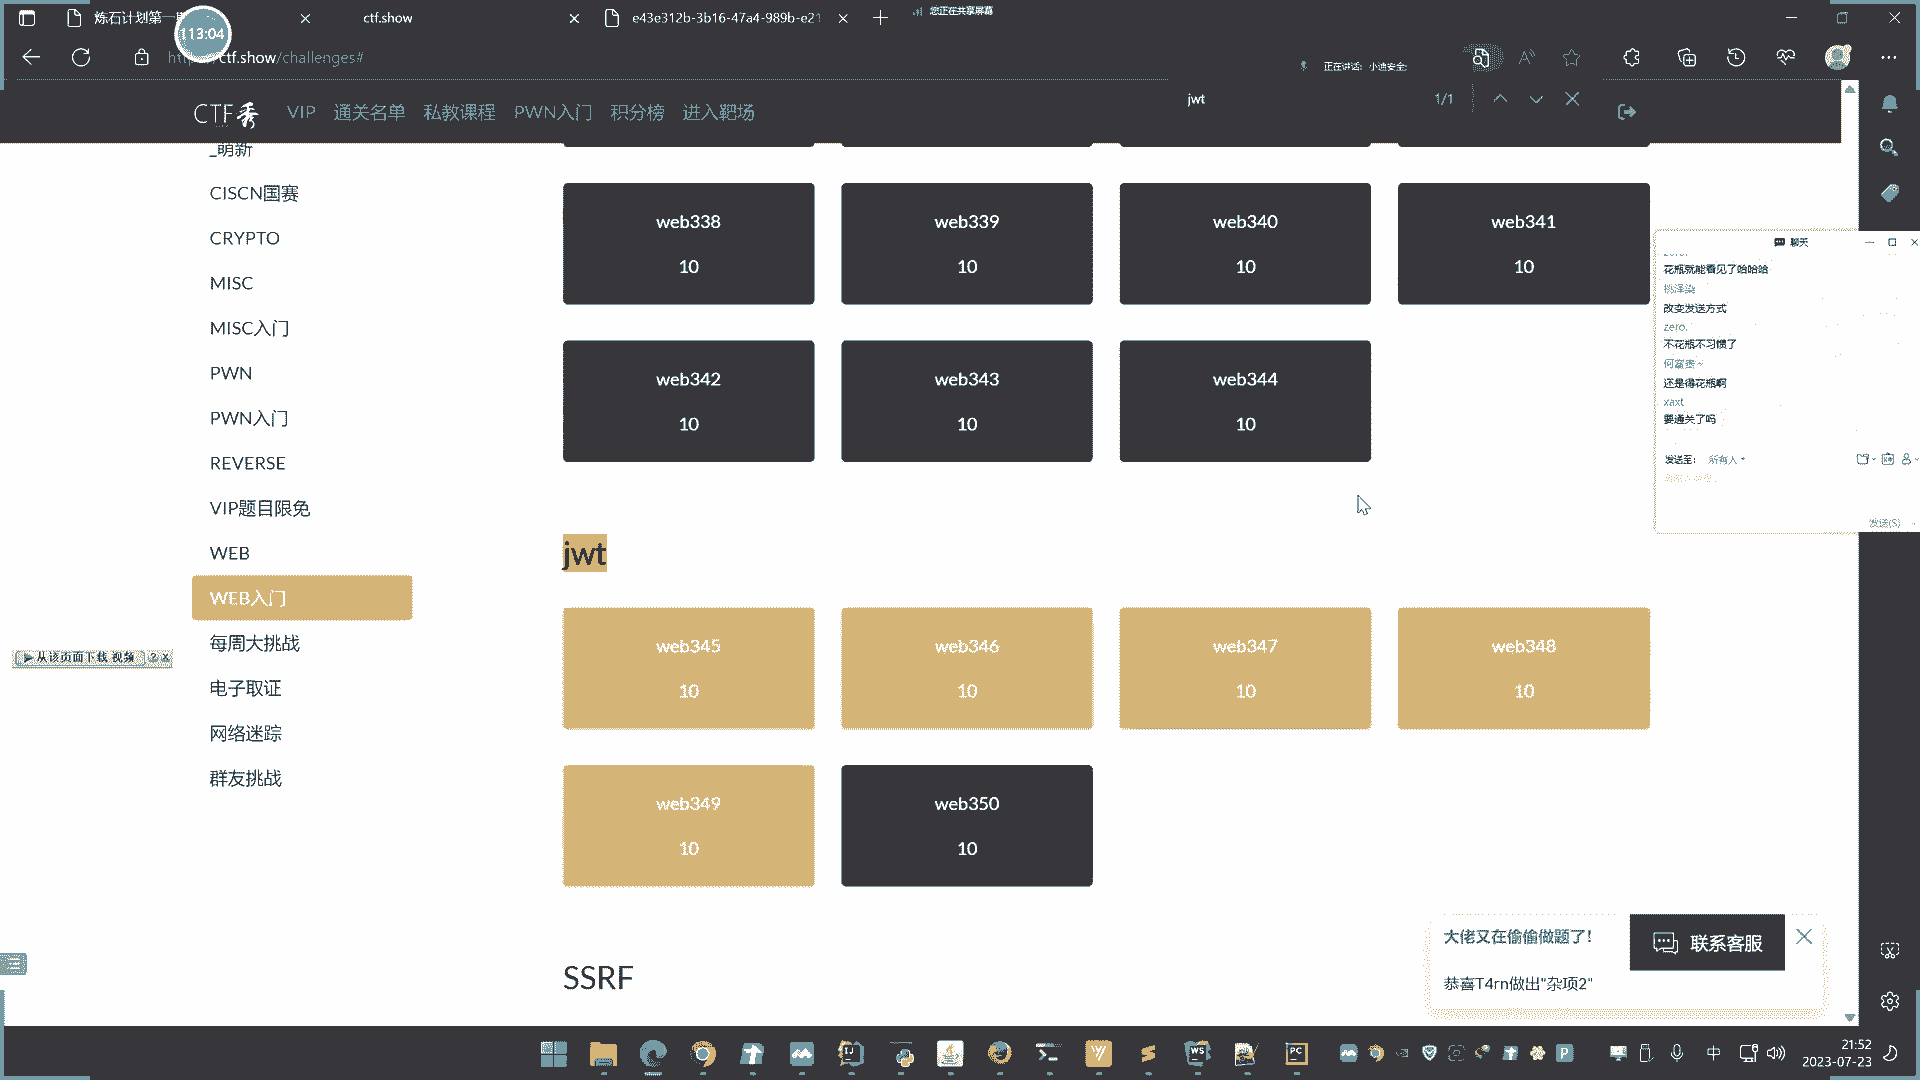 炼石计划第一期
113:04
ctf.show
e43e312b-3b16-47a4-989b-e21
您正在共享屏幕
ctf.show/challenges#
正在讲话: 小迪安全;
jwt
1/1
CTF秀
VIP
通关名单
私教课程
PWN入门
积分榜
进入靶场
_萌新
CISCN国赛
CRYPTO
MISC
MISC入门
PWN
PWN入门
REVERSE
VIP题目限免
WEB
WEB入门
每周大挑战
电子取证
网络迷踪
群友挑战
web338
10
web339
10
web340
10
web341
10
web342
10
web343
10
web344
10
jwt
web345
10
web346
10
web347
10
web348
10
web349
10
web350
10
SSRF
聊天
zero.
花瓶就能看见了哈哈哈
桃泽染
改变发送方式
zero.
不花瓶不习惯了
还是得花瓶啊
xaxt
要通关了吗
发送至: 所有人
发送(S)
从该页面下载 视频
大佬又在偷偷做题了!
恭喜T4rn做出"杂项2"
联系客服
中
21:52
2023-07-23